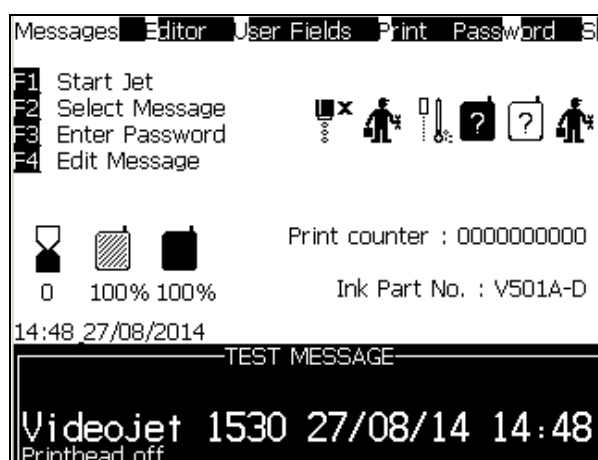 Messages Editor User Fields Print Password S
F1 Start Jet
F2 Select Message
F3 Enter Password
F4 Edit Message
? ?
Print counter : 0000000000
0 100% 100%
Ink Part No. : V501A-D
14:48 27/08/2014
TEST MESSAGE
Videojet 1530 27/08/14 14:48
Printhead off